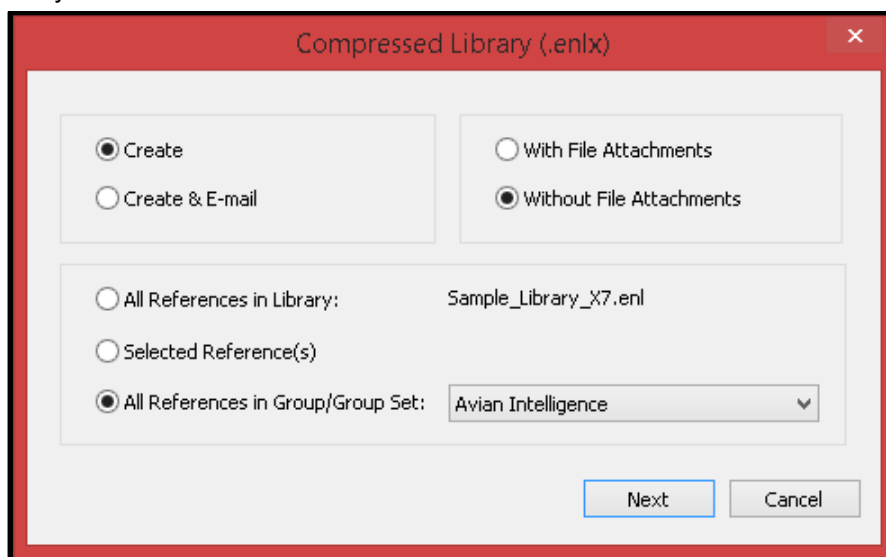 Compressed Library (.enlx)
Create
Create & E-mail
With File Attachments
Without File Attachments
All References in Library: Sample_Library_X7.enl
Selected Reference(s)
All References in Group/Group Set: Avian Intelligence
Next Cancel